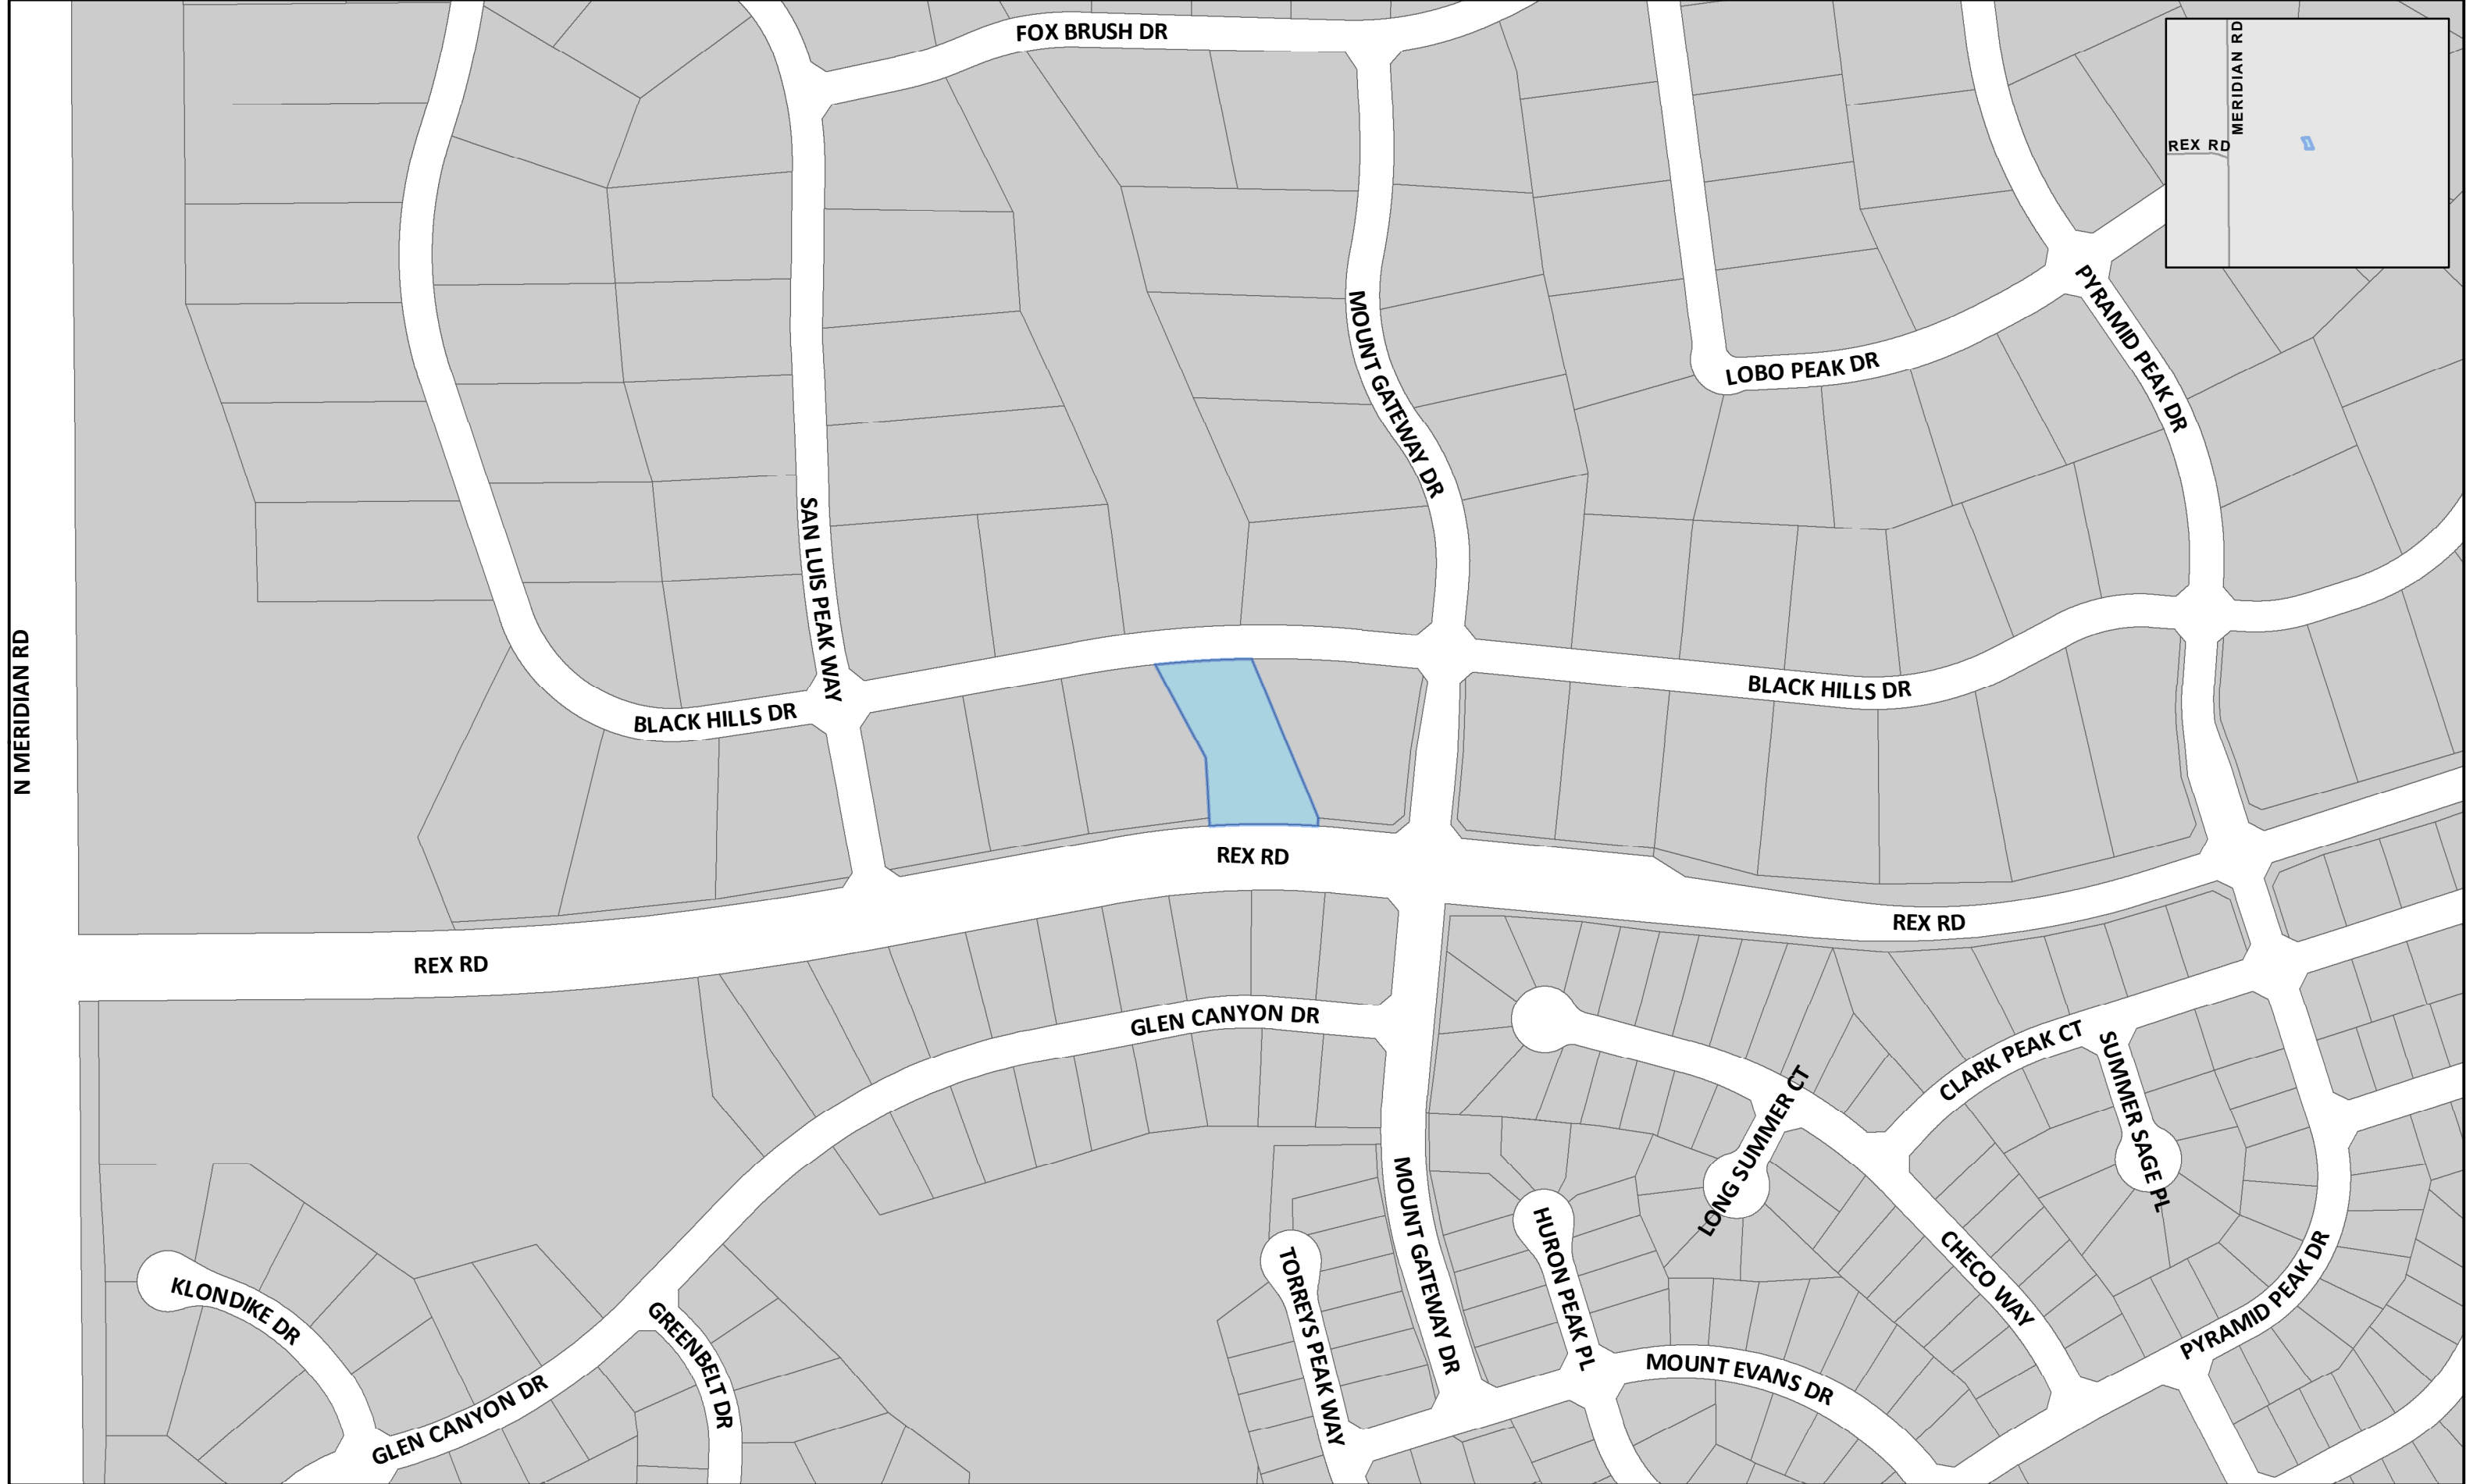 FOX BRUSH DR
MERIDIAN RD
REX RD
MOUNT GATEWAY DR
PYRAMID PEAK DR
LOBO PEAK DR
SAN LUIS PEAK WAY
N MERIDIAN RD
BLACK HILLS DR
BLACK HILLS DR
REX RD
REX RD
REX RD
GLEN CANYON DR
CLARK PEAK CT
SUMMER SAGE PL
LONG SUMMER CT
MOUNT GATEWAY DR
HURON PEAK PL
TORREYS PEAK WAY
CHECO WAY
PYRAMID PEAK DR
KLONDIKE DR
GREENBELT DR
MOUNT EVANS DR
GLEN CANYON DR